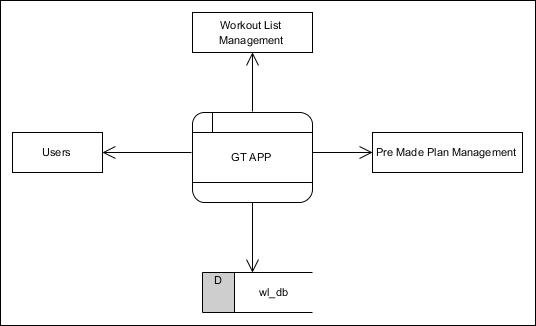 Workout List
Management
Users
GT APP
Pre Made Plan Management
D
wl_db